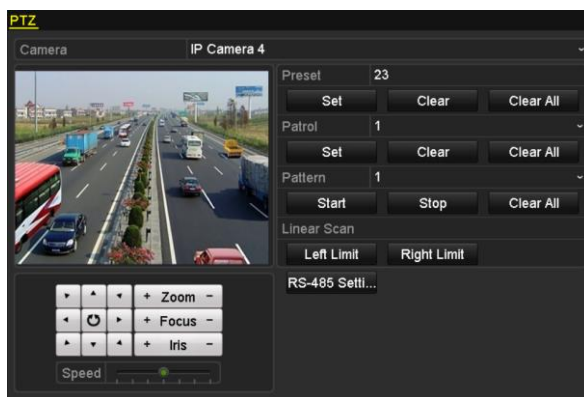 PTZ
Camera IP Camera 4
Preset 23
Set Clear Clear All
Patrol 1
Set Clear Clear All
Pattern 1
Start Stop Clear All
Linear Scan
Left Limit Right Limit
RS-485 Setti...
+ Zoom -
+ Focus -
+ Iris -
Speed